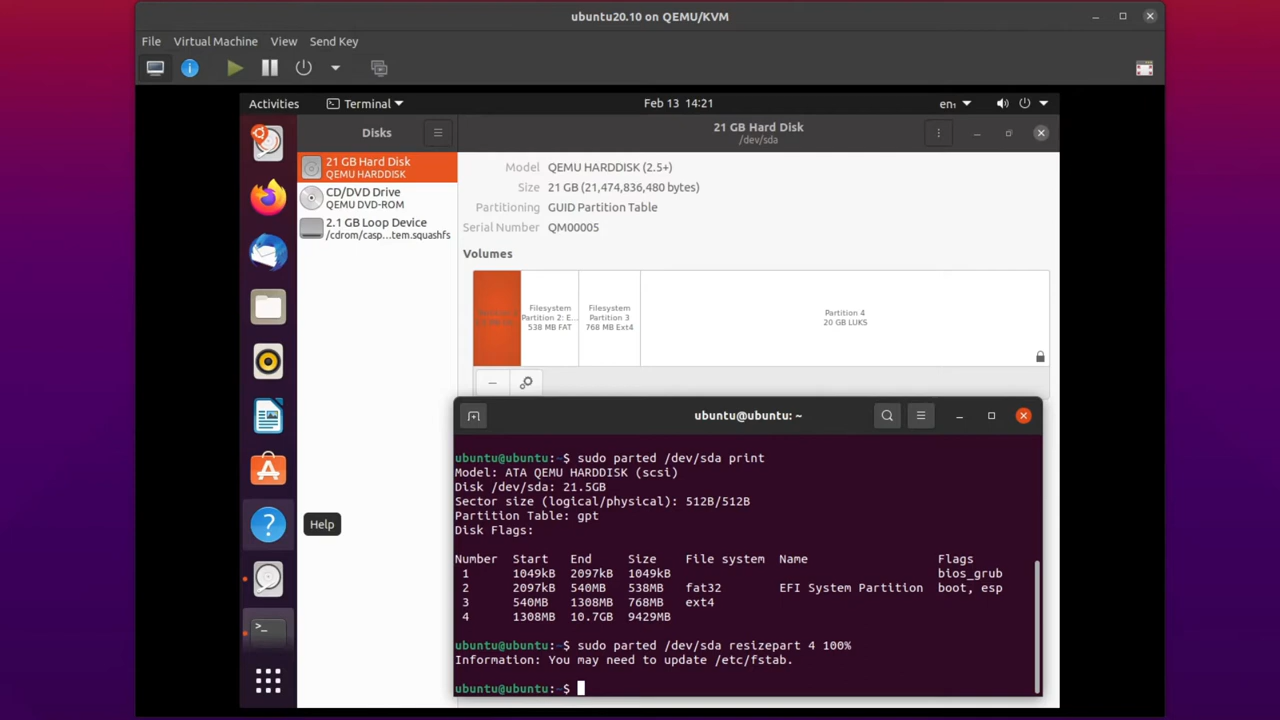 ubuntu20.10 on QEMU/KVM
File Virtual Machine View Send Key
Activities Terminal Feb 13 14:21 en₁
Disks
21 GB Hard Disk
/dev/sda
21 GB Hard Disk
QEMU HARDDISK
CD/DVD Drive
QEMU DVD-ROM
2.1 GB Loop Device
/cdrom/casp...tem.squashfs
Model QEMU HARDDISK (2.5+)
Size 21 GB (21,474,836,480 bytes)
Partitioning GUID Partition Table
Serial Number QM00005
Volumes
Filesystem
Partition 2: E...
538 MB FAT
Filesystem
Partition 3
768 MB Ext4
Partition 4
20 GB LUKS
Help
ubuntu@ubuntu: ~
ubuntu@ubuntu:~$ sudo parted /dev/sda print
Model: ATA QEMU HARDDISK (scsi)
Disk /dev/sda: 21.5GB
Sector size (logical/physical): 512B/512B
Partition Table: gpt
Disk Flags:
Number Start End Size File system Name Flags
1 1049kB 2097kB 1049kB bios_grub
2 2097kB 540MB 538MB fat32 EFI System Partition boot, esp
3 540MB 1308MB 768MB ext4
4 1308MB 10.7GB 9429MB
ubuntu@ubuntu:~$ sudo parted /dev/sda resizepart 4 100%
Information: You may need to update /etc/fstab.
ubuntu@ubuntu:~$